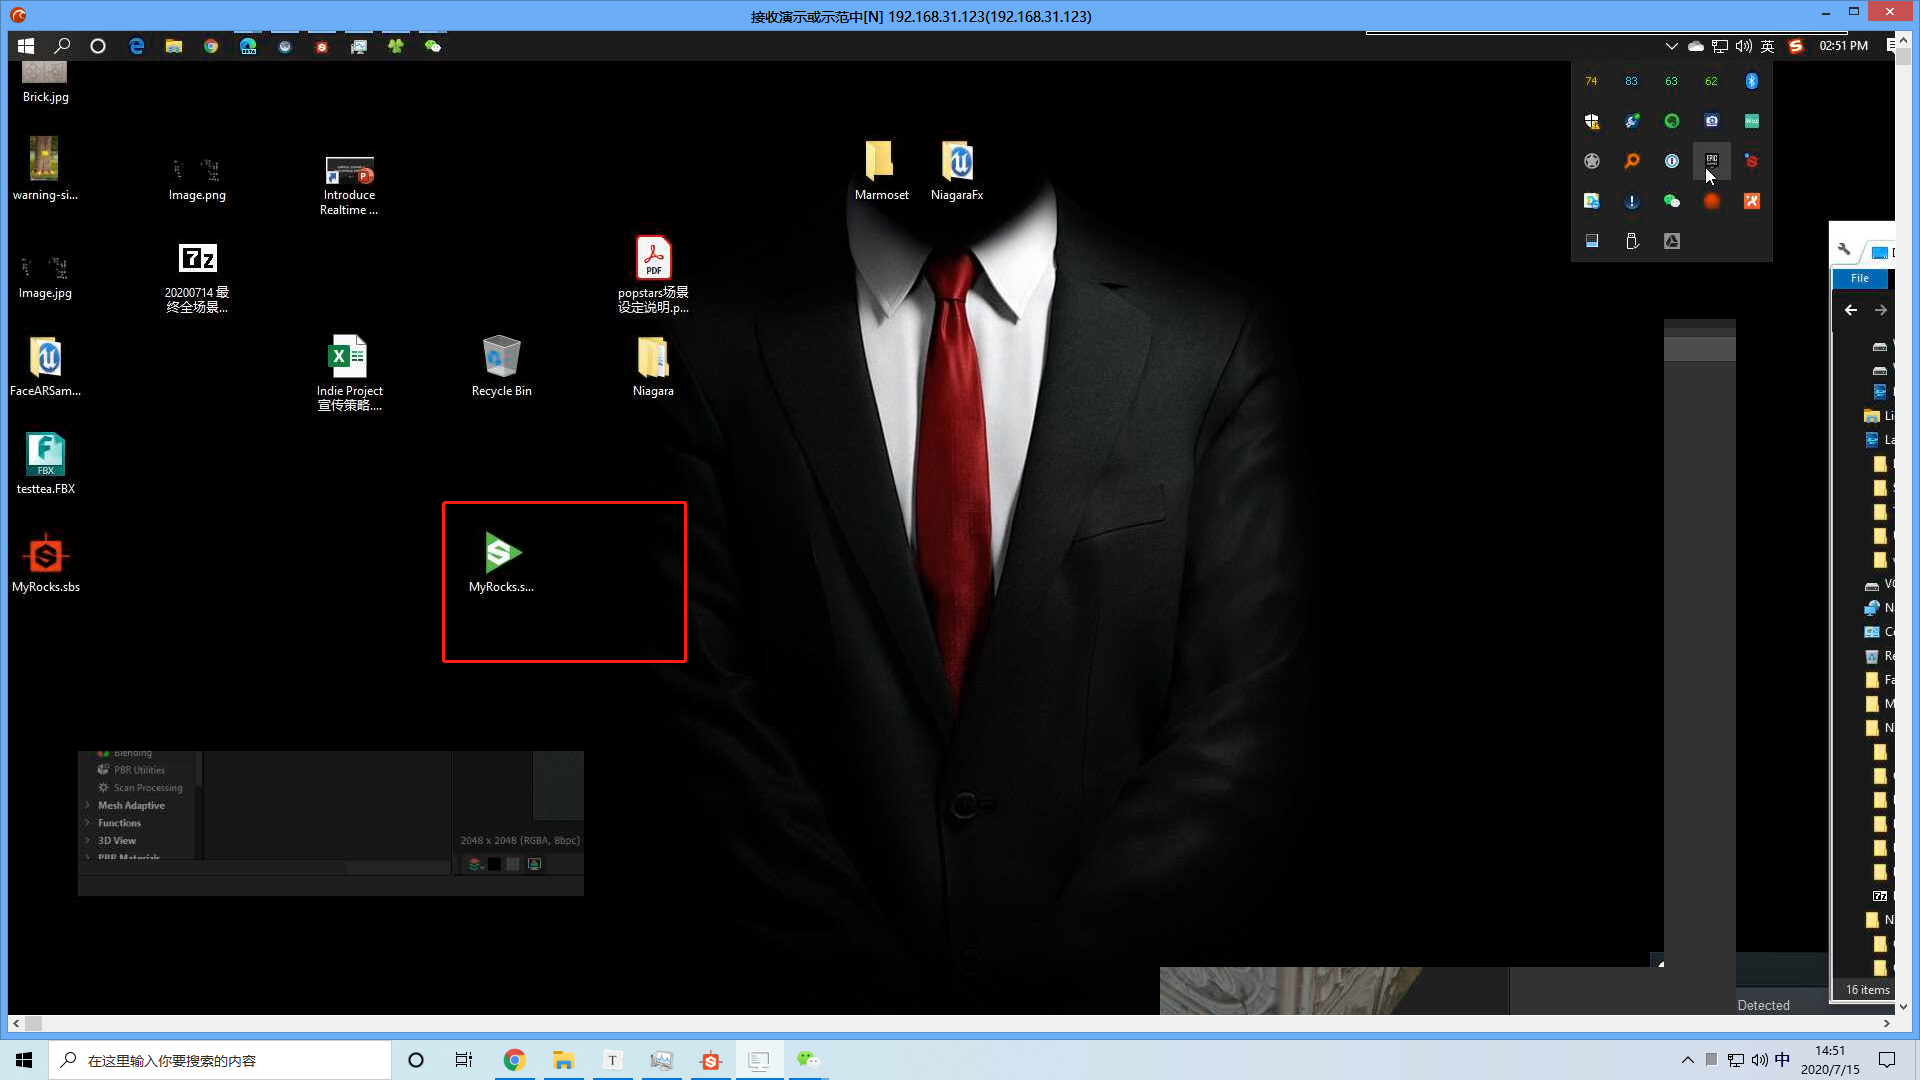 接收演示或示范中[N] 192.168.31.123(192.168.31.123)
英
02:51 PM
Brick.jpg
74
83
63
62
EPIC
warning-si...
Image.png
Introduce
Realtime ...
Marmoset
NiagaraFx
7z
PDF
Image.jpg
20200714 最
终全场景...
popstars场景
设定说明.p...
File
FaceARSam...
Indie Project
宣传策略....
Recycle Bin
Niagara
FBX
testtea.FBX
MyRocks.sbs
MyRocks.s...
Blending
PBR Utilities
Scan Processing
Mesh Adaptive
Functions
3D View
PBR Materials
2048 x 2048 (RGBA, 8bpc)
16 items
Detected
在这里输入你要搜索的内容
中
14:51
2020/7/15